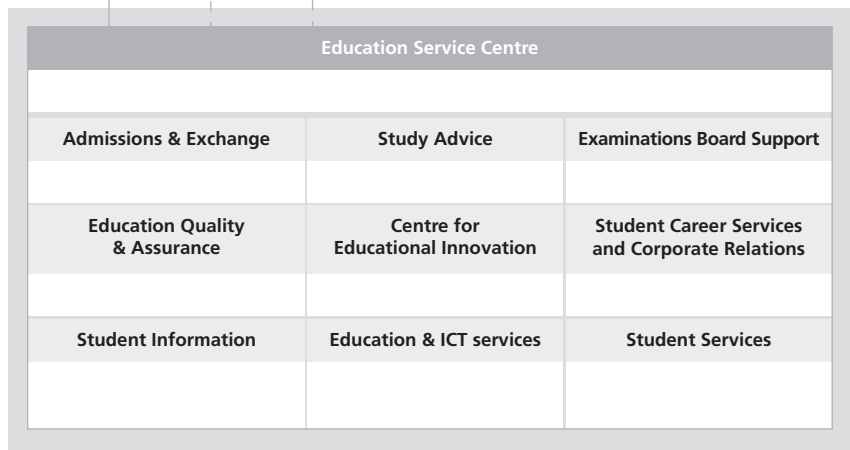 Education Service Centre
Admissions & Exchange
Study Advice
Examinations Board Support
Education Quality
& Assurance
Centre for
Educational Innovation
Student Career Services
and Corporate Relations
Student Information
Education & ICT services
Student Services